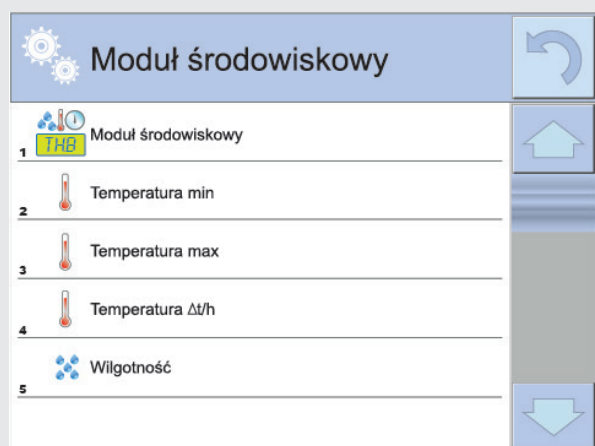 Moduł środowiskowy
THB
Moduł środowiskowy
1
Temperatura min
2
Temperatura max
3
Temperatura Δt/h
4
Wilgotność
5